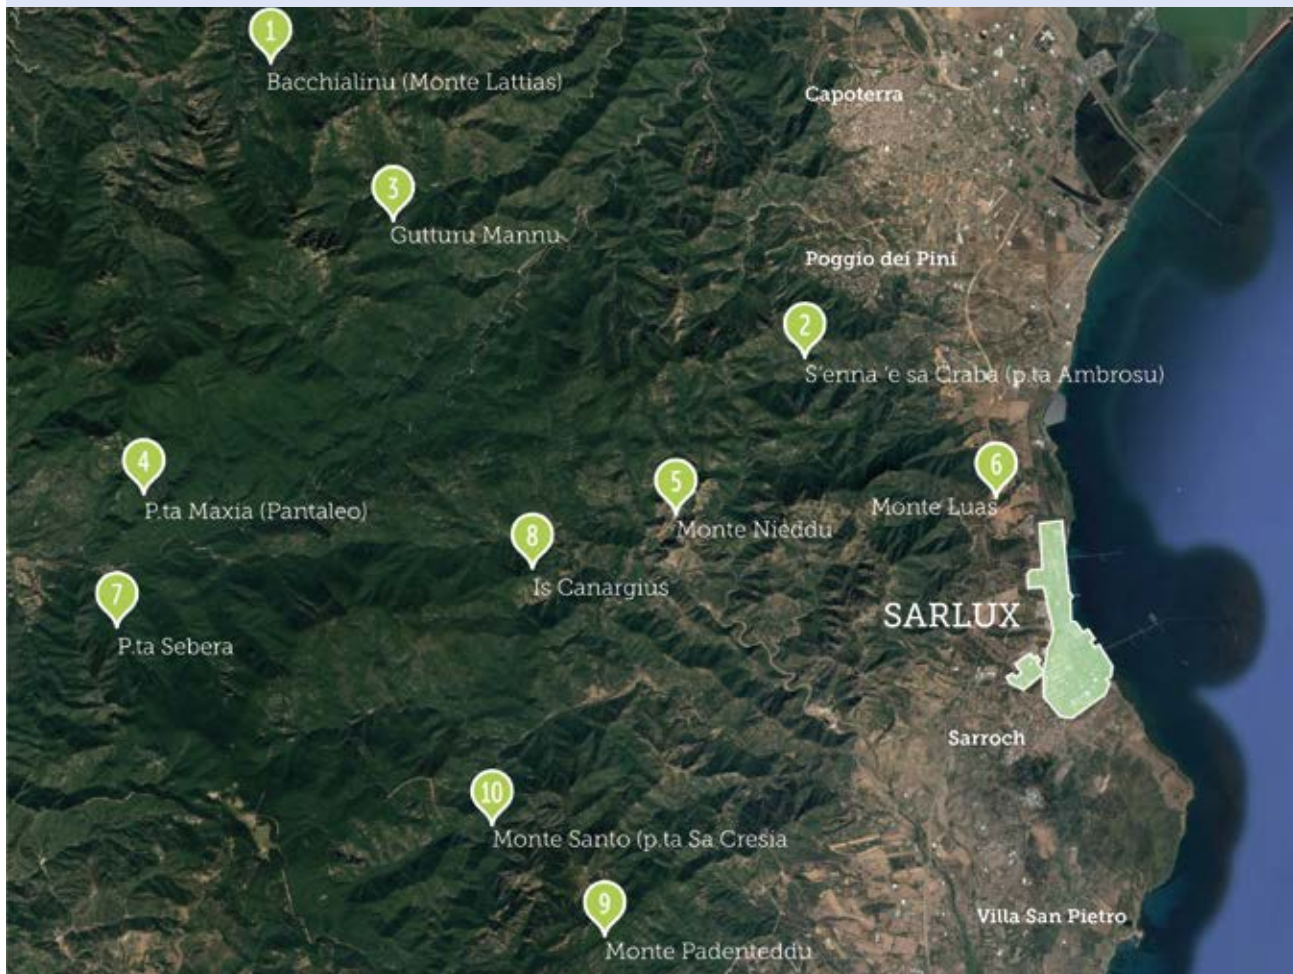 1
Bacchialinu (Monte Lattias)
Capoterra
3
Gutturu Mannu
Poggio dei Pini
2
S'enna 'e sa Craba (p.ta Ambrosu)
4
P.ta Maxia (Pantaleo)
5
Monte Nieddu
6
Monte Luas
8
Is Canargius
7
P.ta Sebera
SARLUX
Sarroch
10
Monte Santo (p.ta Sa Cresia
9
Monte Padenteddu
Villa San Pietro